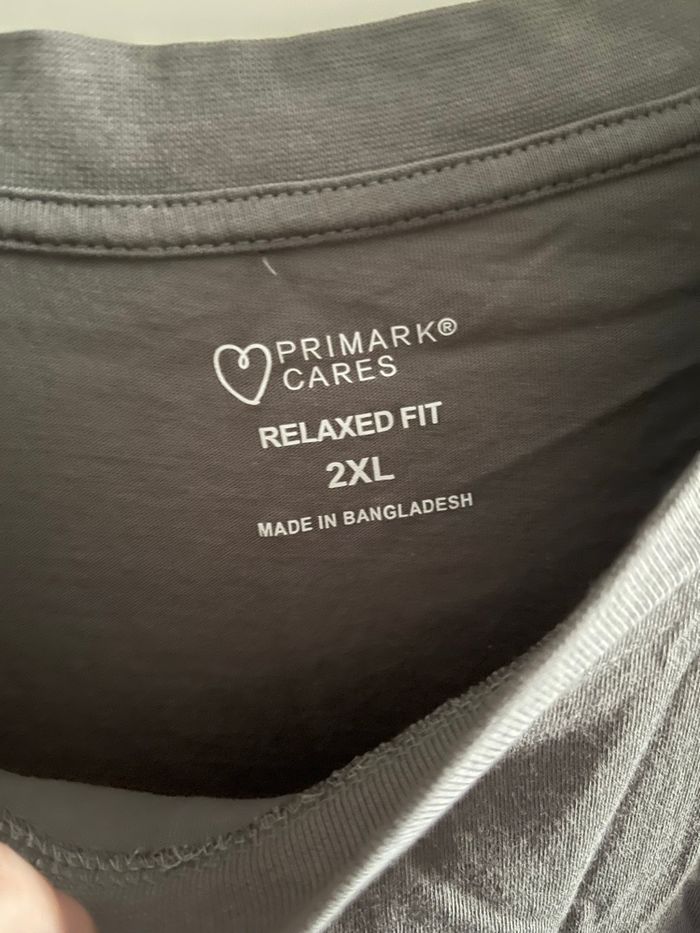 PRIMARK®
CARES
RELAXED FIT
2XL
MADE IN BANGLADESH